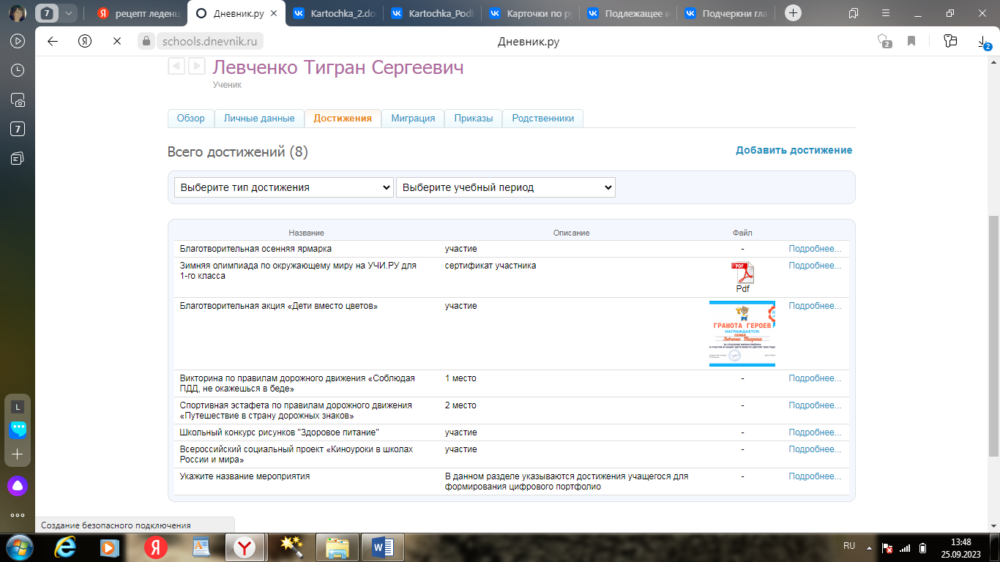 7
рецепт леденц
Дневник.ру
Kartochka_2.do
Kartochka_Podl
Карточки по ру
Подлежащее и
Подчеркни гла
schools.dnevnik.ru
Дневник.ру
2
2
7
Левченко Тигран Сергеевич
Ученик
Обзор
Личные данные
Достижения
Миграция
Приказы
Родственники
Всего достижений (8)
Добавить достижение
Выберите тип достижения
Выберите учебный период
Название
Описание
Файл
Благотворительная осенняя ярмарка
участие
-
Подробнее...
Зимняя олимпиада по окружающему миру на УЧИ.РУ для
1-го класса
сертификат участника
PDF
Pdf
Подробнее...
Благотворительная акция «Дети вместо цветов»
участие
ГРАМОТА ГЕРОЕВ
НАГРАЖДАЕТСЯ:
семья
Левченко Тиграна
Подробнее...
Викторина по правилам дорожного движения «Соблюдая
ПДД, не окажешься в беде»
1 место
-
Подробнее...
Спортивная эстафета по правилам дорожного движения
«Путешествие в страну дорожных знаков»
2 место
-
Подробнее...
Школьный конкурс рисунков "Здоровое питание"
участие
-
Подробнее...
Всероссийский социальный проект «Киноуроки в школах
России и мира»
участие
-
Подробнее...
Укажите название мероприятия
В данном разделе указываются достижения учащегося для
формирования цифрового портфолио
-
Подробнее...
L
Создание безопасного подключения
RU
13:48
25.09.2023